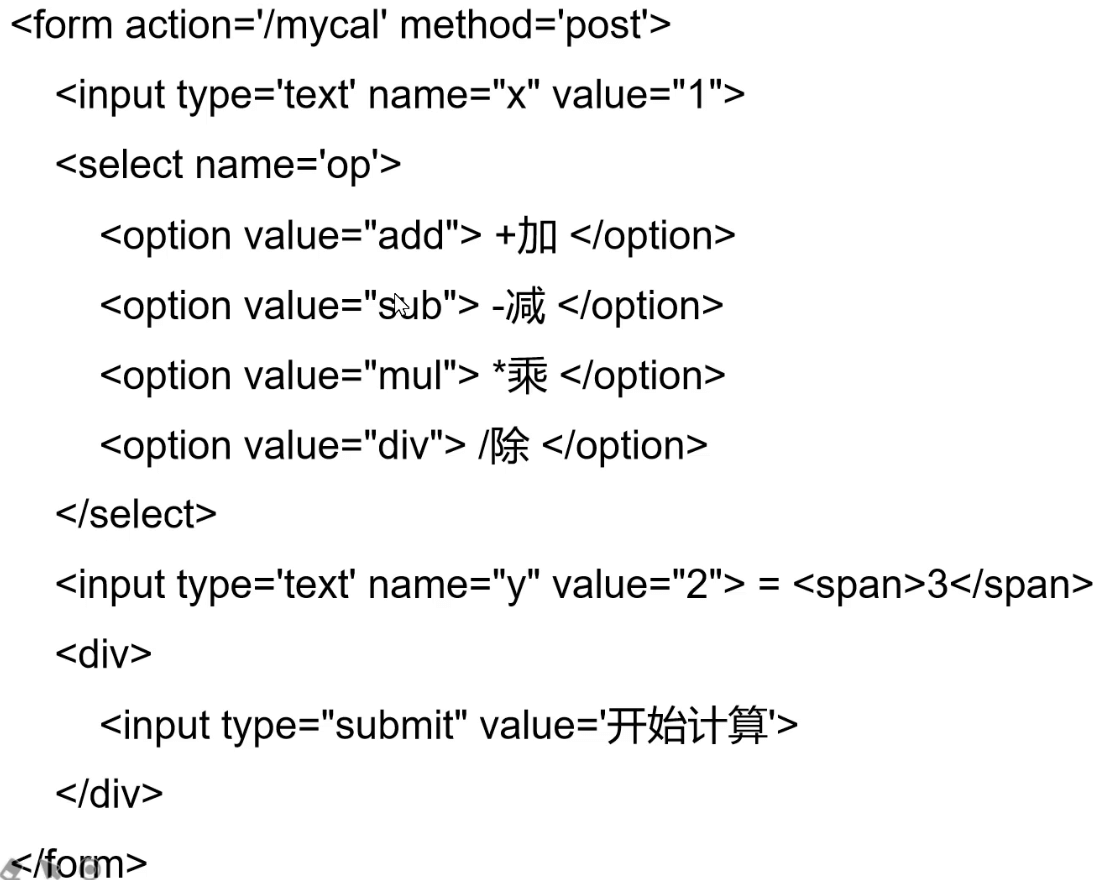 <form action='/mycal' method='post'>
<input type='text' name="x" value="1">
<select name='op'>
<option value="add"> +加 </option>
<option value="sub"> -减 </option>
<option value="mul"> *乘 </option>
<option value="div"> /除 </option>
</select>
<input type='text' name="y" value="2"> = <span>3</span>
<div>
<input type="submit" value='开始计算'>
</div>
</form>